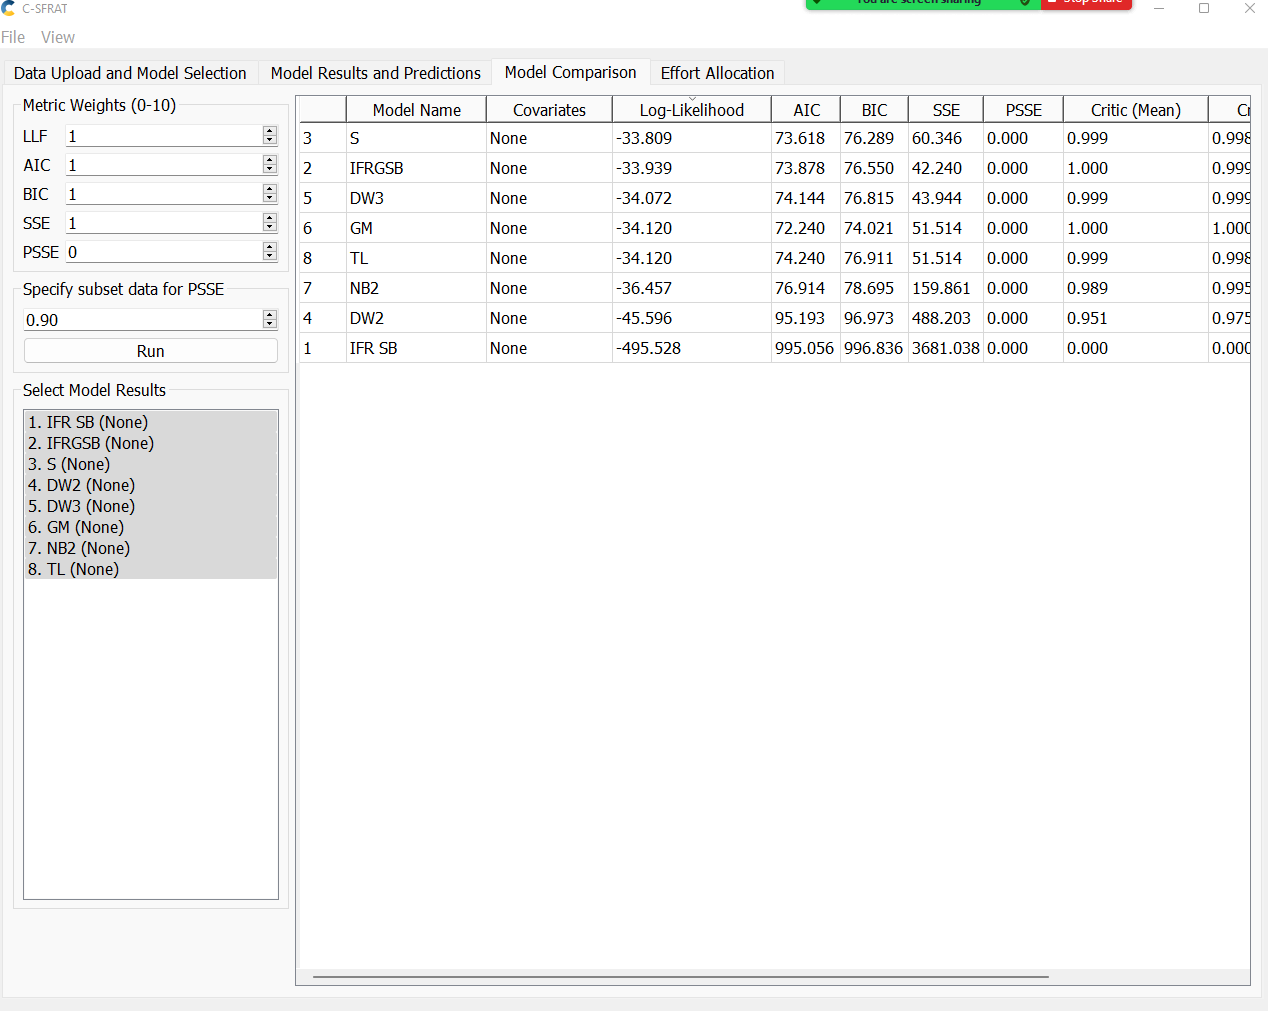 C-SFRAT
You are screen sharing Stop Share
File View
Data Upload and Model Selection Model Results and Predictions Model Comparison Effort Allocation
Metric Weights (0-10)
LLF 1
AIC 1
BIC 1
SSE 1
PSSE 0
Specify subset data for PSSE
0.90
Run
Select Model Results
1. IFR SB (None)
2. IFRGSB (None)
3. S (None)
4. DW2 (None)
5. DW3 (None)
6. GM (None)
7. NB2 (None)
8. TL (None)
Model Name Covariates Log-Likelihood AIC BIC SSE PSSE Critic (Mean)
3 S None -33.809 73.618 76.289 60.346 0.000 0.999 0.998
2 IFRGSB None -33.939 73.878 76.550 42.240 0.000 1.000 0.999
5 DW3 None -34.072 74.144 76.815 43.944 0.000 0.999 0.999
6 GM None -34.120 72.240 74.021 51.514 0.000 1.000 1.000
8 TL None -34.120 74.240 76.911 51.514 0.000 0.999 0.998
7 NB2 None -36.457 76.914 78.695 159.861 0.000 0.989 0.995
4 DW2 None -45.596 95.193 96.973 488.203 0.000 0.951 0.975
1 IFR SB None -495.528 995.056 996.836 3681.038 0.000 0.000 0.000